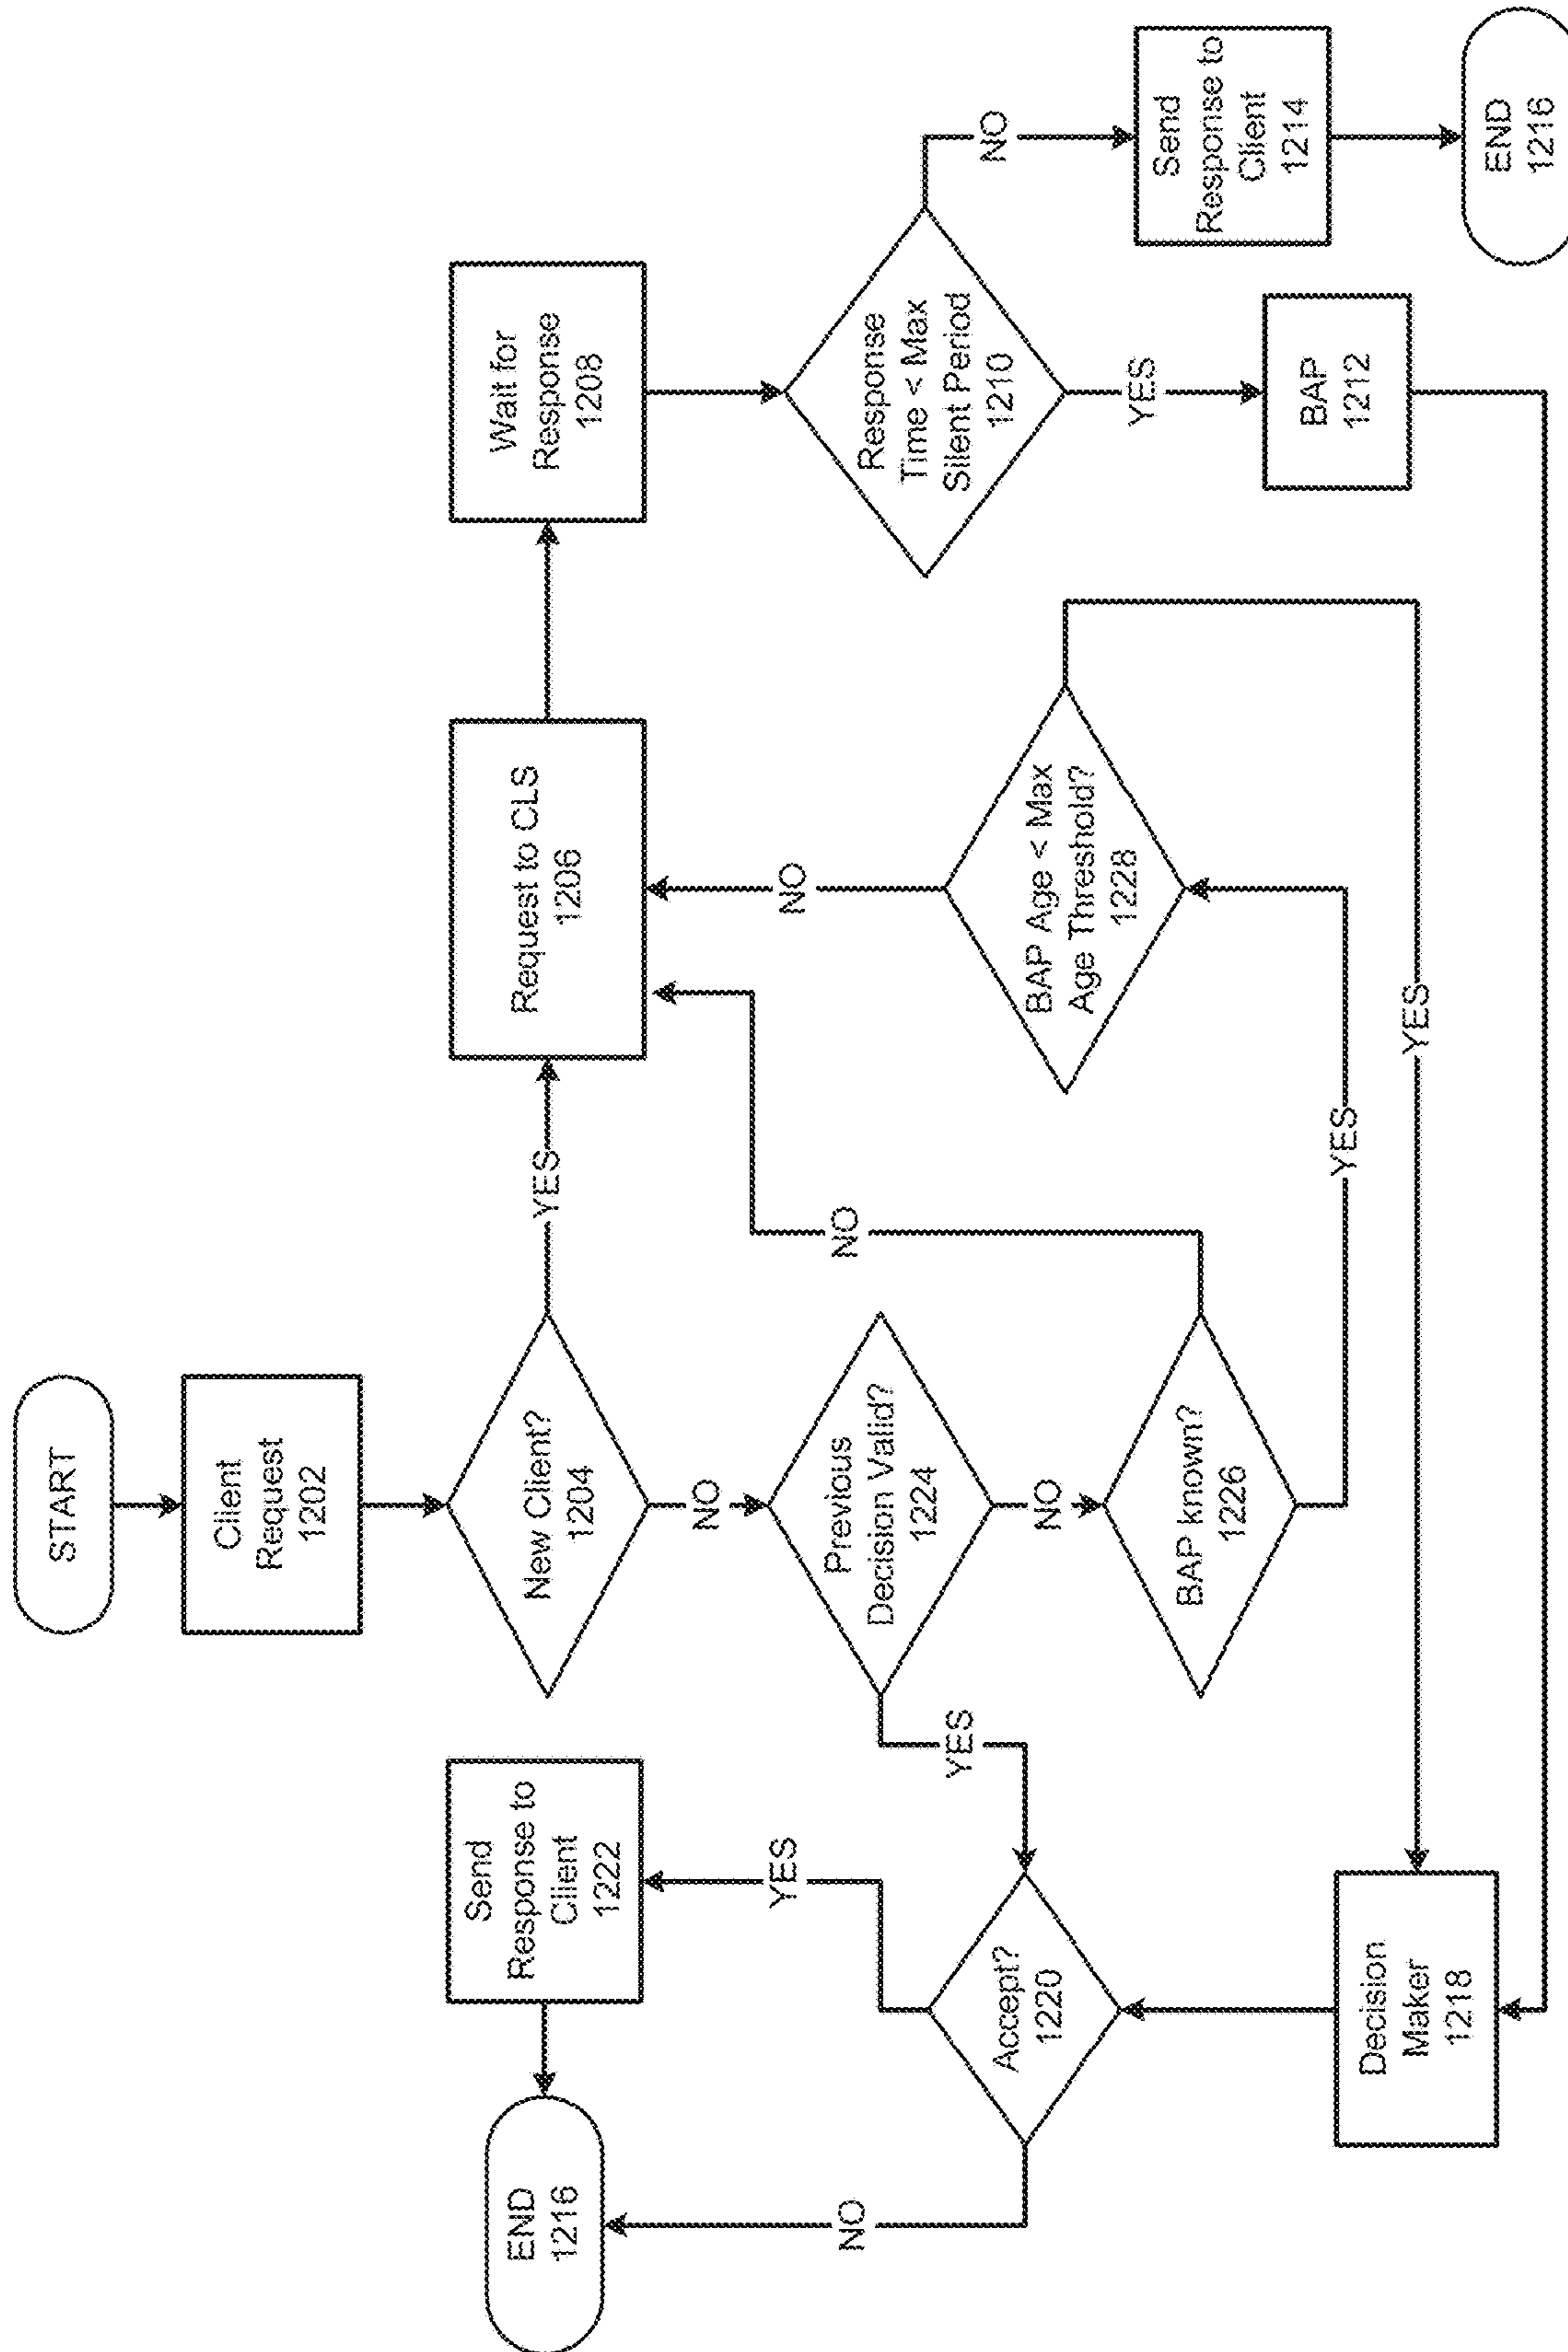 START
Client
Request
1202
New Client?
1204
YES
Request to CLS
1206
Wait for
Response
1208
Response
Time < Max
Silent Period
1210
NO
Send
Response to
Client
1214
END
1216
YES
BAP
1212
NO
Previous
Decision Valid?
1224
NO
BAP known?
1226
NO
YES
BAP Age < Max
Age Threshold?
1228
NO
YES
YES
Accept?
1220
YES
Send
Response to
Client
1222
END
1216
NO
Decision
Maker
1218